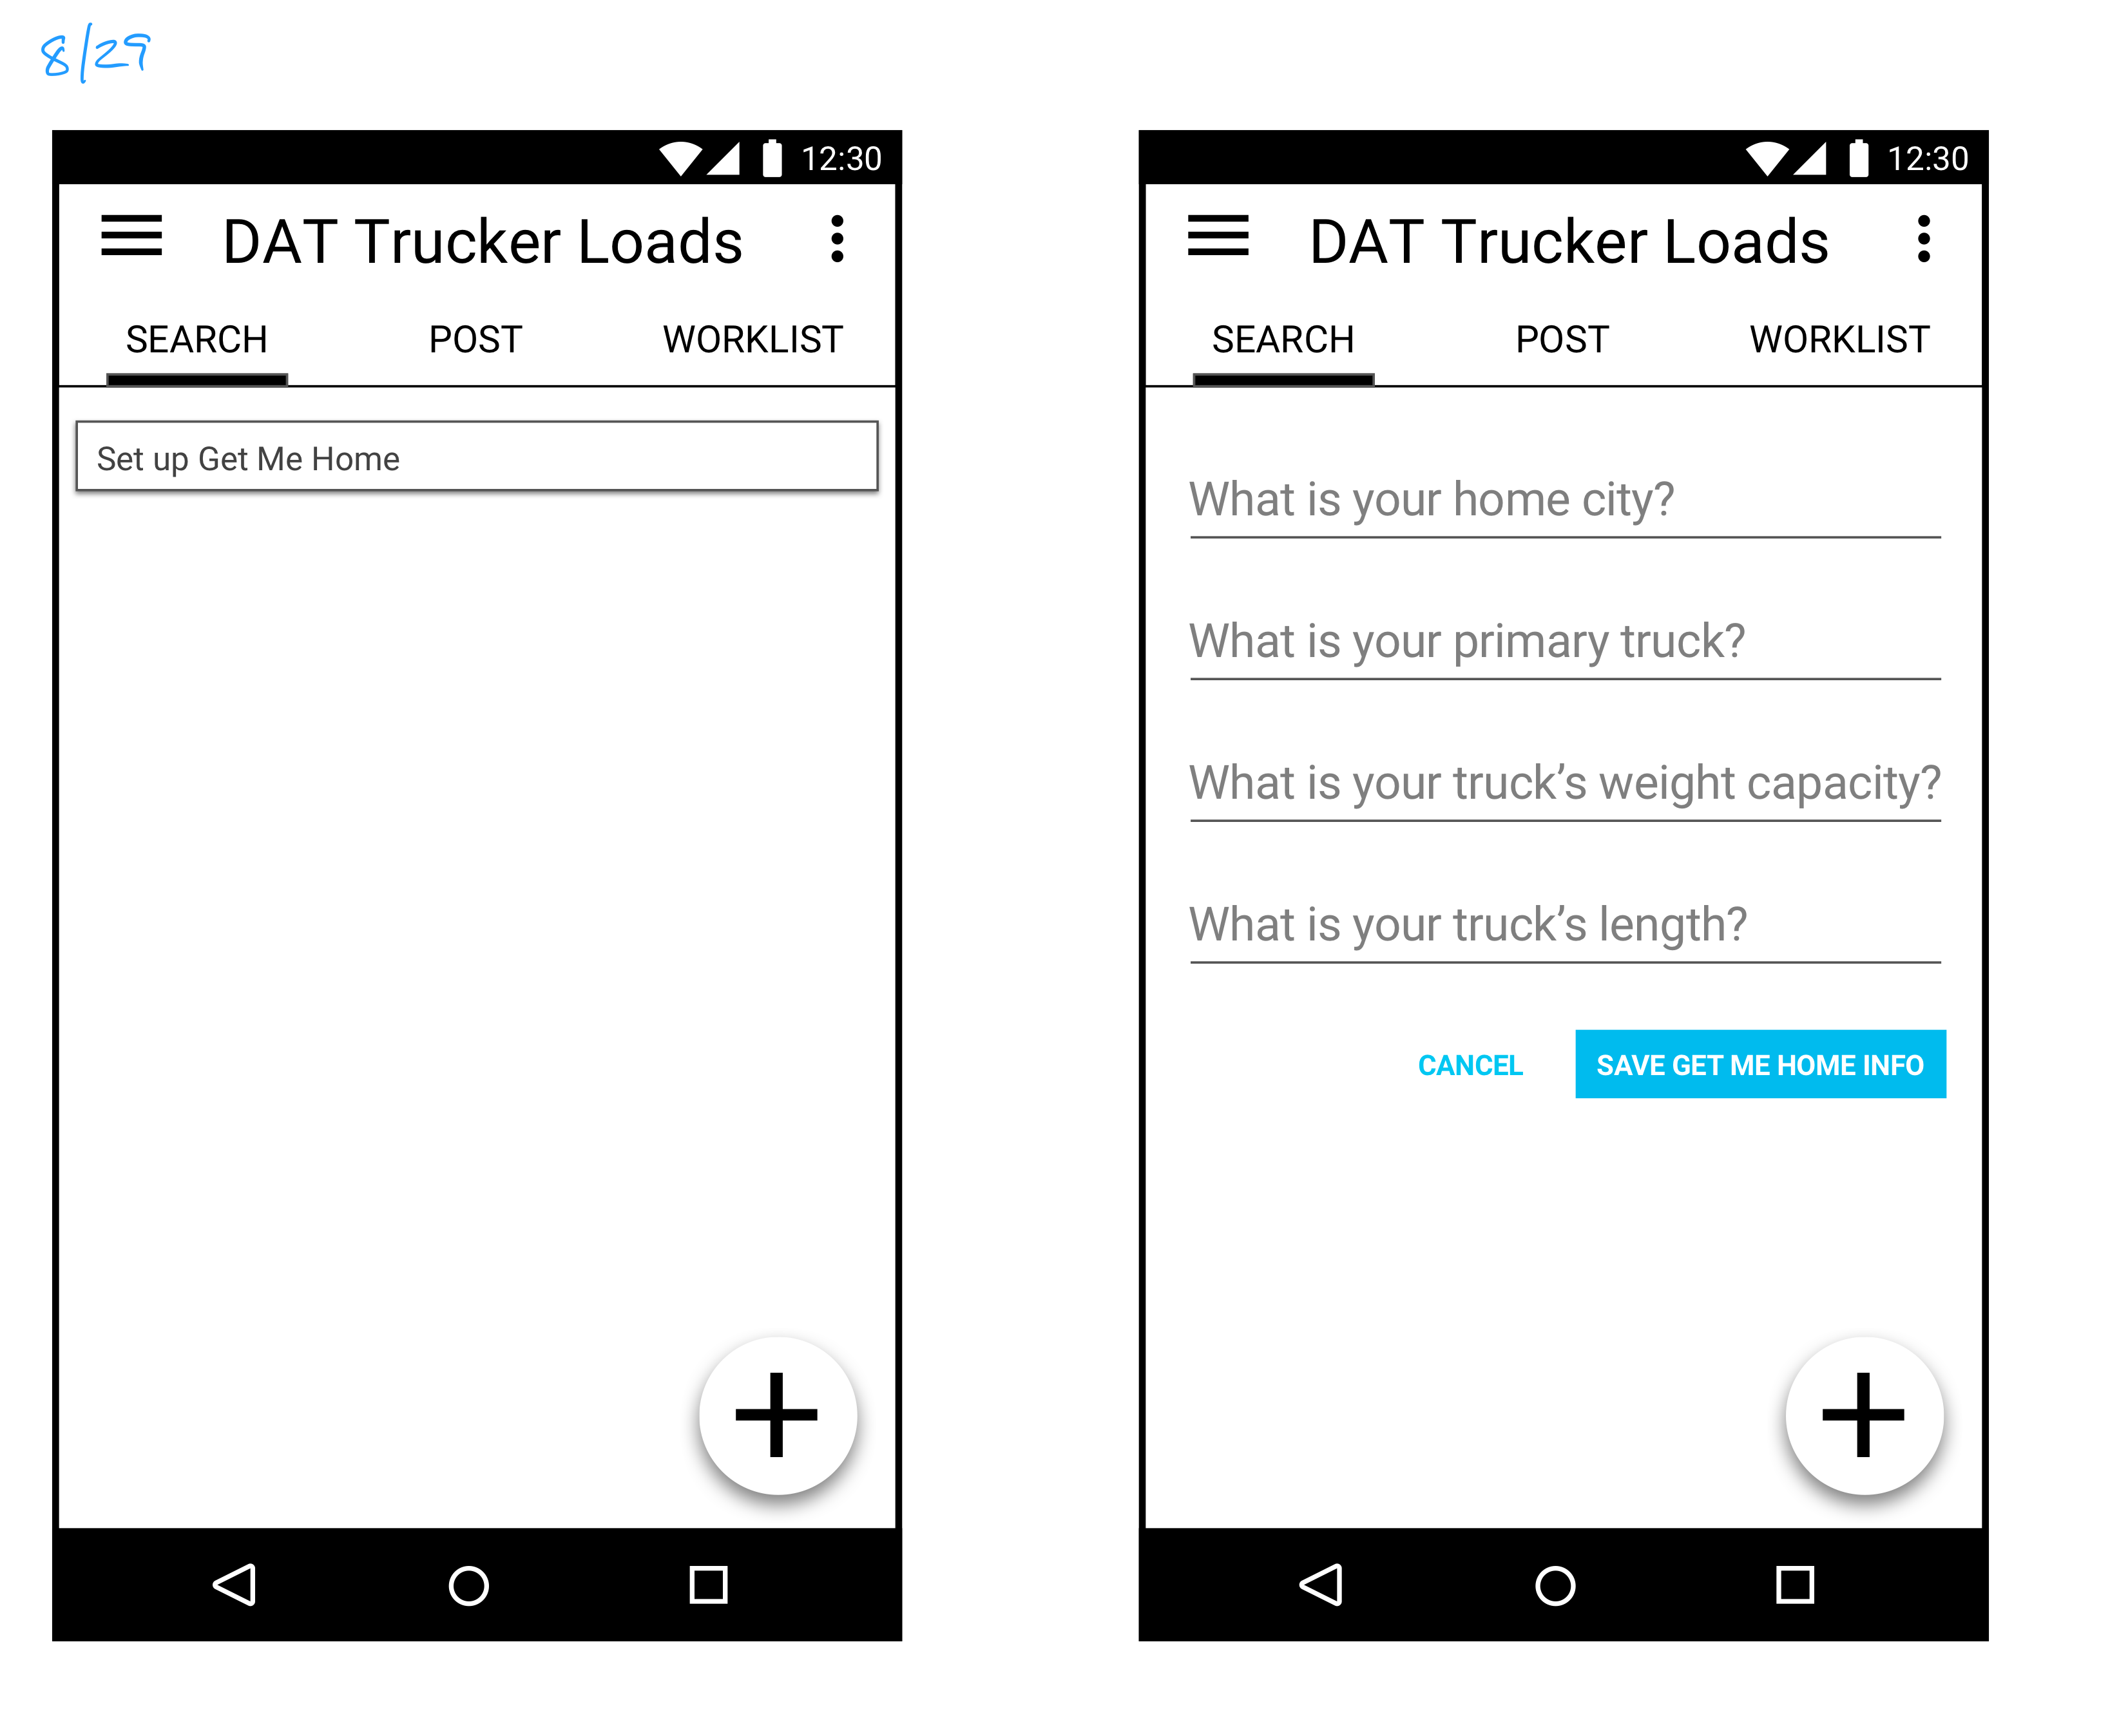 8/29
12:30
DAT Trucker Loads
SEARCH POST WORKLIST
Set up Get Me Home
12:30
DAT Trucker Loads
SEARCH POST WORKLIST
What is your home city?
What is your primary truck?
What is your truck’s weight capacity?
What is your truck’s length?
CANCEL SAVE GET ME HOME INFO